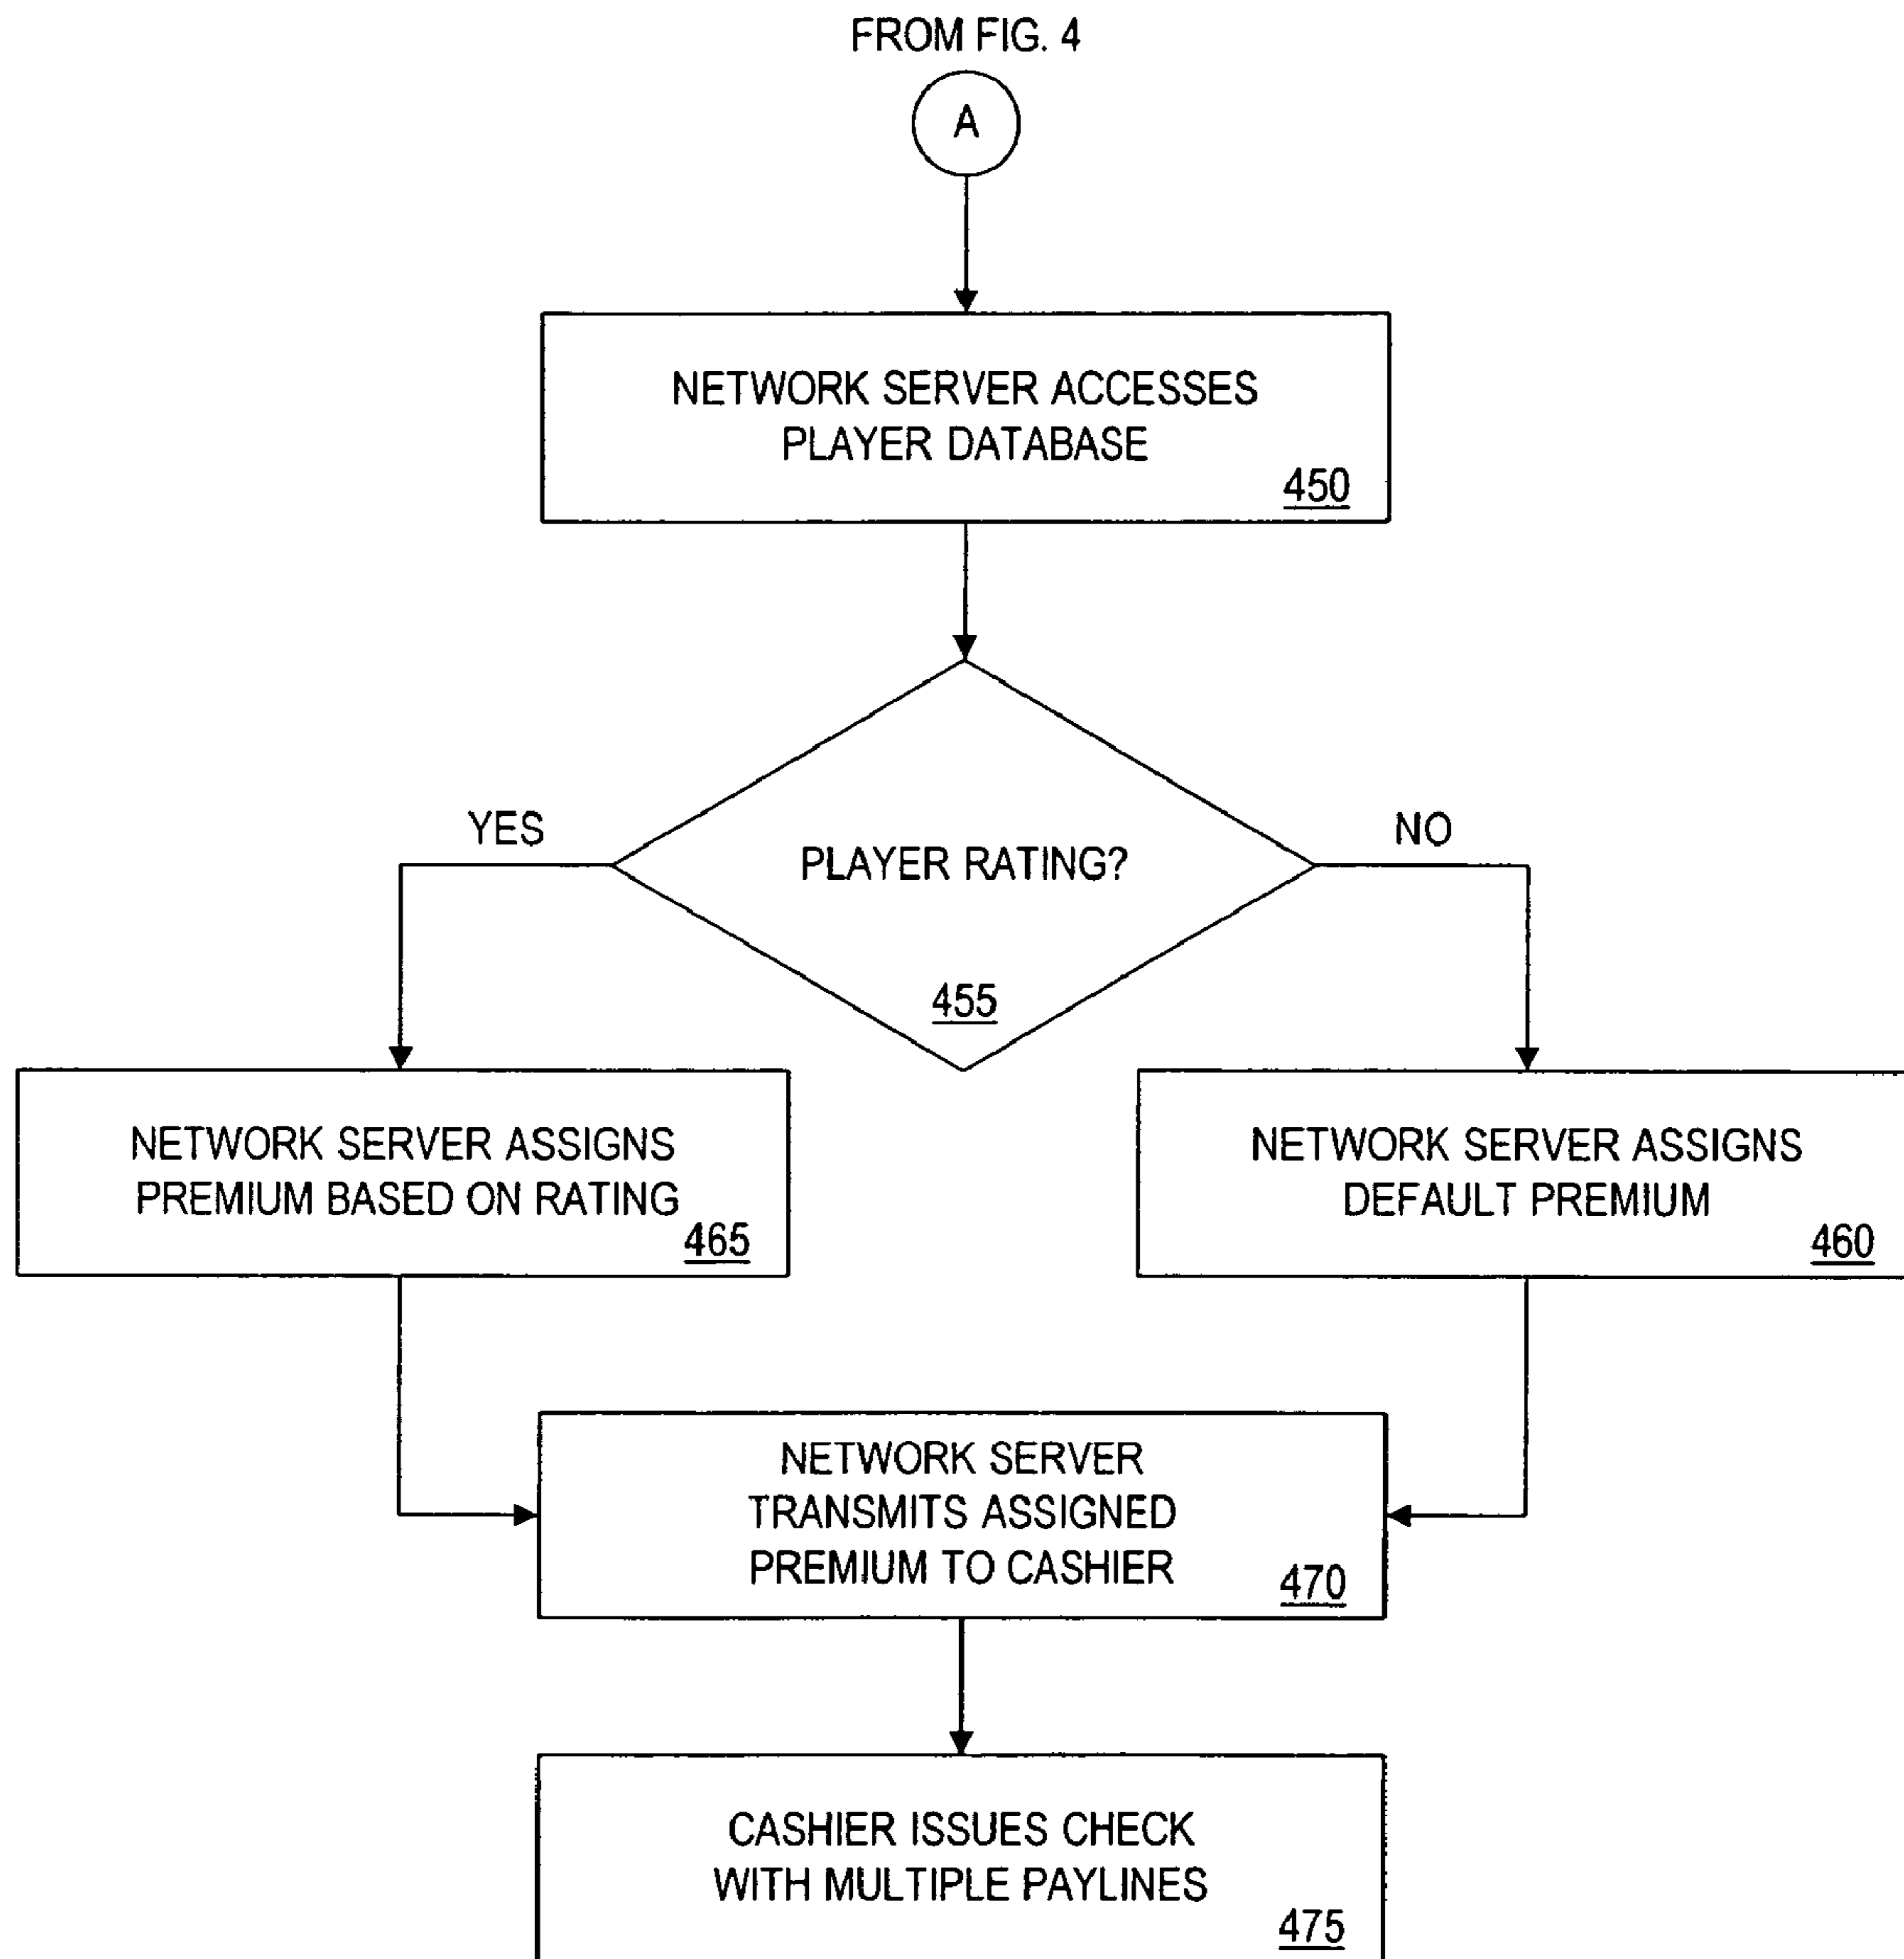 FROM FIG. 4
A
NETWORK SERVER ACCESSES
PLAYER DATABASE
450
YES
NO
PLAYER RATING?
455
NETWORK SERVER ASSIGNS
PREMIUM BASED ON RATING
465
NETWORK SERVER ASSIGNS
DEFAULT PREMIUM
460
NETWORK SERVER
TRANSMITS ASSIGNED
PREMIUM TO CASHIER
470
CASHIER ISSUES CHECK
WITH MULTIPLE PAYLINES
475